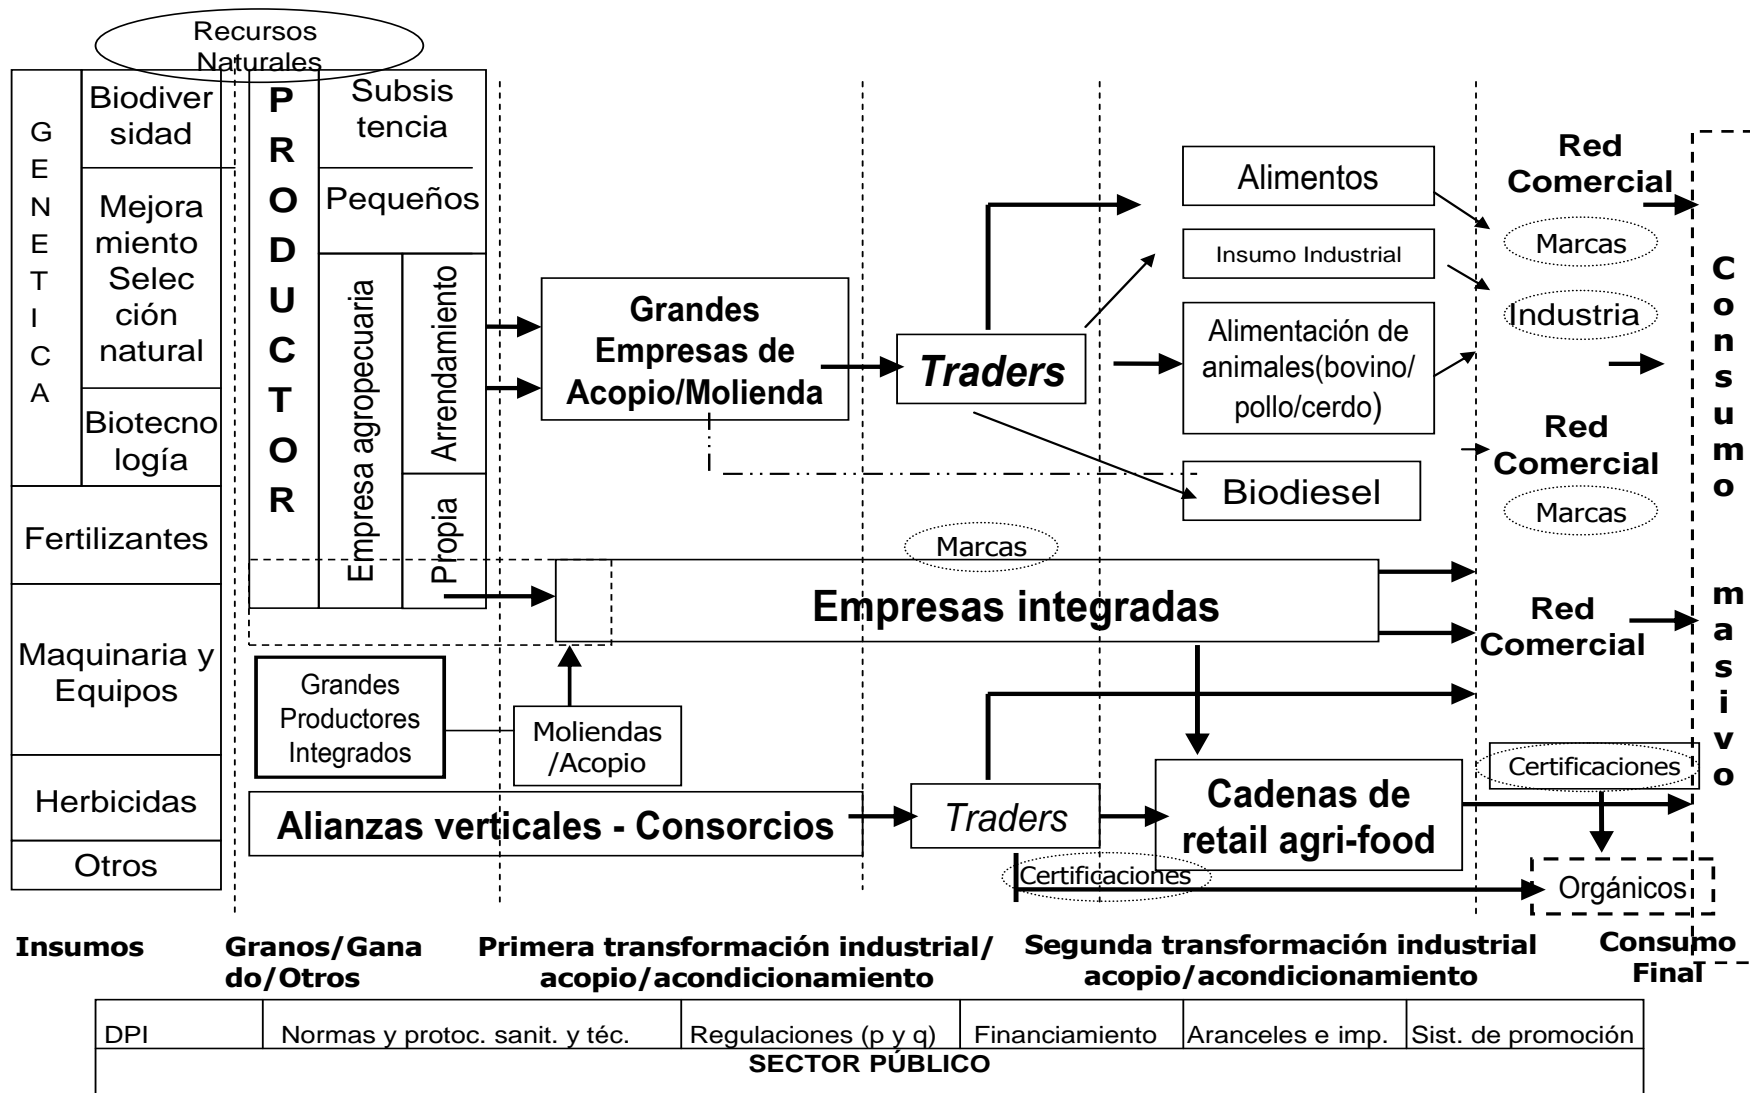 Recursos
Naturales
GENETICA
Biodiver
sidad
Mejora
miento
Selec
ción
natural
Biotecno
logía
Fertilizantes
Maquinaria y
Equipos
Herbicidas
Otros
PRODUCTOR
Subsis
tencia
Pequeños
Empresa agropecuaria
Arrendamiento
Propia
Grandes
Productores
Integrados
Moliendas
/Acopio
Grandes
Empresas de
Acopio/Molienda
Traders
Alimentos
Insumo Industrial
Alimentación de
animales(bovino/
pollo/cerdo)
Biodiesel
Marcas
Empresas integradas
Alianzas verticales - Consorcios
Traders
Certificaciones
Cadenas de
retail agri-food
Red
Comercial
Marcas
Industria
Red
Comercial
Marcas
Red
Comercial
Certificaciones
Orgánicos
Consumo masivo
Insumos
Granos/Gana
do/Otros
Primera transformación industrial/
acopio/acondicionamiento
Segunda transformación industrial
acopio/acondicionamiento
Consumo
Final
DPI
Normas y protoc. sanit. y téc.
Regulaciones (p y q)
Financiamiento
Aranceles e imp.
Sist. de promoción
SECTOR PÚBLICO